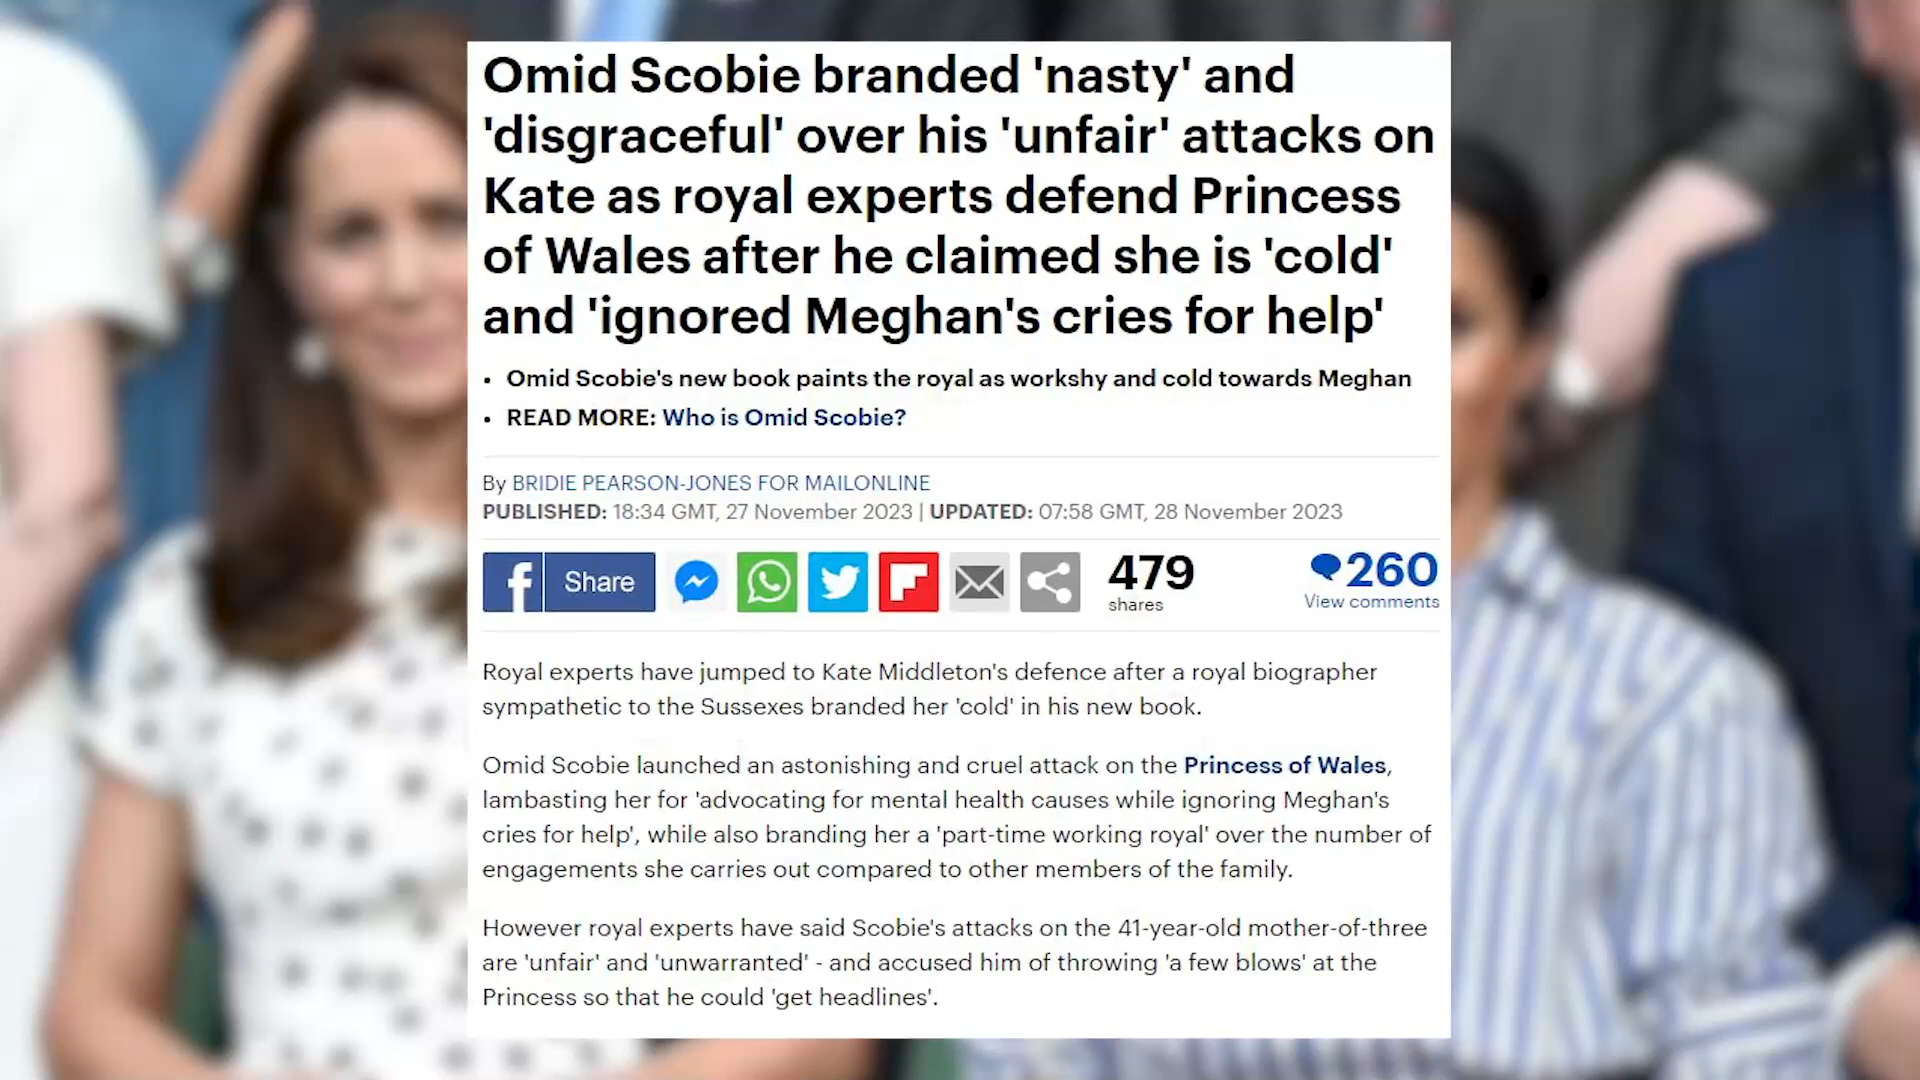 Omid Scobie branded 'nasty' and
'disgraceful' over his 'unfair' attacks on
Kate as royal experts defend Princess
of Wales after he claimed she is 'cold'
and 'ignored Meghan's cries for help'
• Omid Scobie's new book paints the royal as workshy and cold towards Meghan
• READ MORE: Who is Omid Scobie?
By BRIDIE PEARSON-JONES FOR MAILONLINE
PUBLISHED: 18:34 GMT, 27 November 2023 | UPDATED: 07:58 GMT, 28 November 2023
Share
479
shares
260
View comments
Royal experts have jumped to Kate Middleton's defence after a royal biographer
sympathetic to the Sussexes branded her 'cold' in his new book.
Omid Scobie launched an astonishing and cruel attack on the Princess of Wales,
lambasting her for 'advocating for mental health causes while ignoring Meghan's
cries for help', while also branding her a 'part-time working royal' over the number of
engagements she carries out compared to other members of the family.
However royal experts have said Scobie's attacks on the 41-year-old mother-of-three
are 'unfair' and 'unwarranted' - and accused him of throwing 'a few blows' at the
Princess so that he could 'get headlines'.